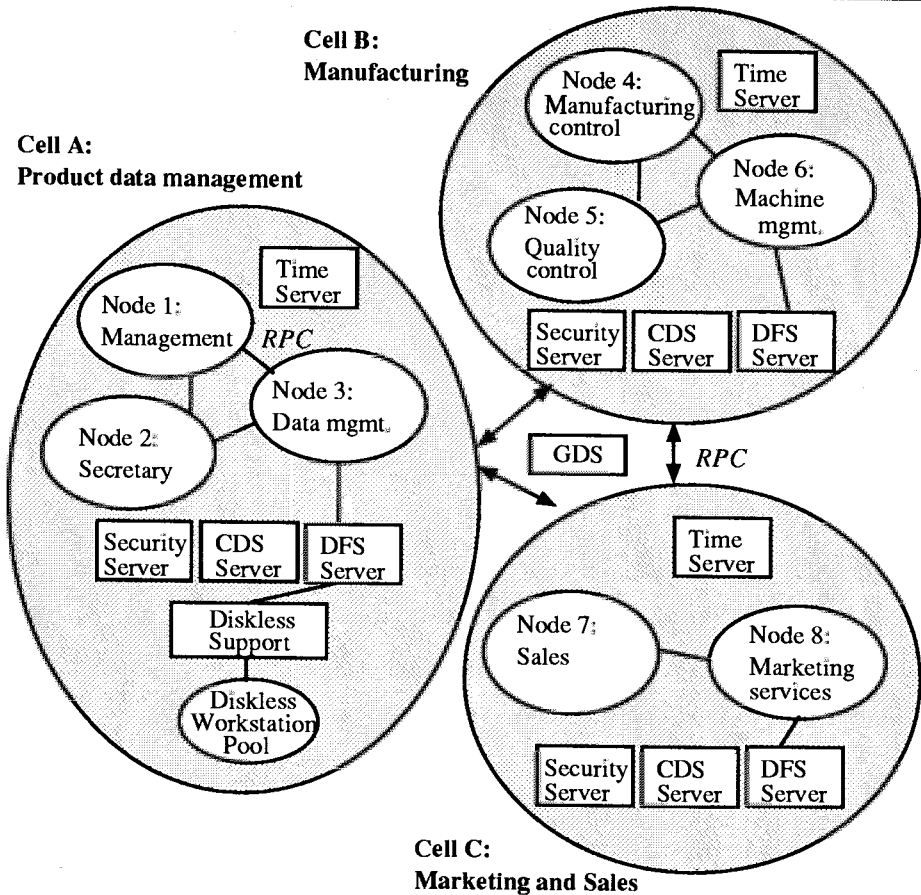 Cell B:
Manufacturing
Node 4:
Manufacturing
control
Time
Server
Node 6:
Machine
mgmt.
Node 5:
Quality
control
Security
Server
CDS
Server
DFS
Server
Cell A:
Product data management
Time
Server
Node 1:
Management
RPC
Node 3:
Data mgmt.
Node 2:
Secretary
Security
Server
CDS
Server
DFS
Server
Diskless
Support
Diskless
Workstation
Pool
GDS
RPC
Time
Server
Node 7:
Sales
Node 8:
Marketing
services
Security
Server
CDS
Server
DFS
Server
Cell C:
Marketing and Sales